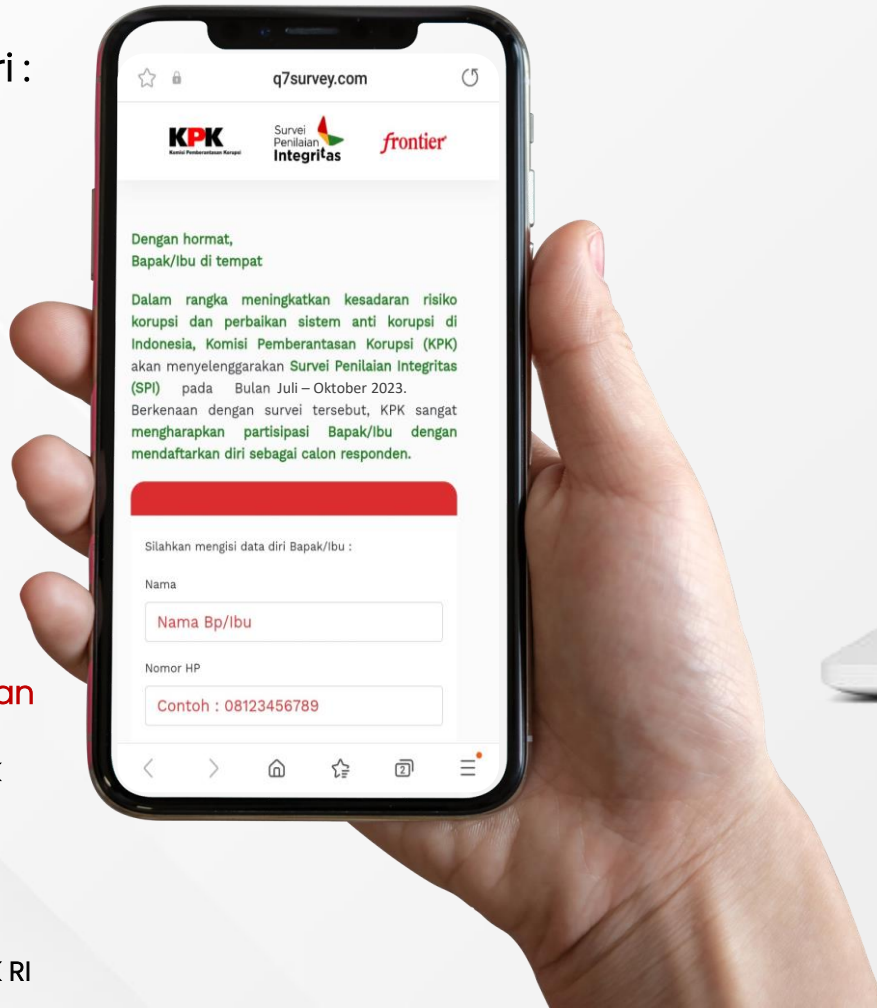 ri :
q7survey.com
KPK
Komisi Pemberantasan Korupsi
Survei
Penilaian
Integritas
frontier
Dengan hormat,
Bapak/Ibu di tempat
Dalam rangka meningkatkan kesadaran risiko
korupsi dan perbaikan sistem anti korupsi di
Indonesia, Komisi Pemberantasan Korupsi (KPK)
akan menyelenggarakan Survei Penilaian Integritas
(SPI) pada Bulan Juli – Oktober 2023.
Berkenaan dengan survei tersebut, KPK sangat
mengharapkan partisipasi Bapak/Ibu dengan
mendaftarkan diri sebagai calon responden.
Silahkan mengisi data diri Bapak/Ibu :
Nama
Nama Bp/Ibu
Nomor HP
an
Contoh : 08123456789
2
K RI